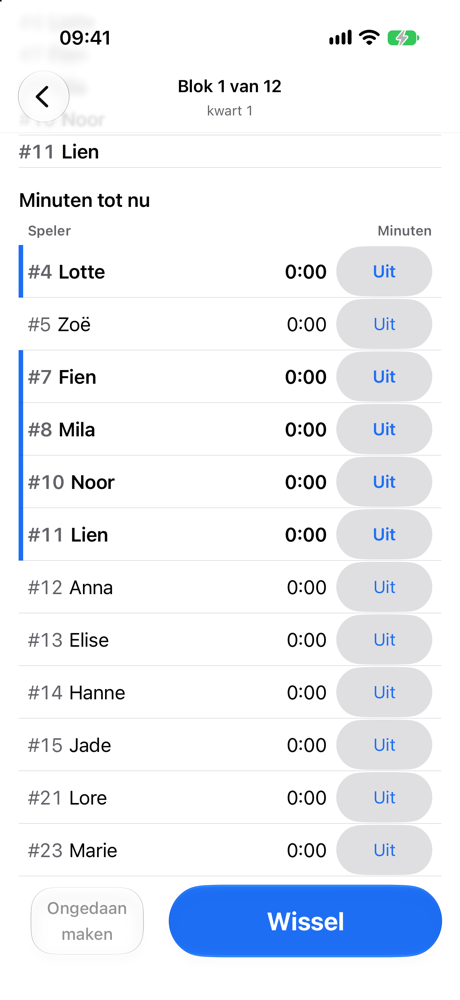 09:41
Blok 1 van 12
kwart 1
#11 Lien
Minuten tot nu
Speler Minuten
#4 Lotte 0:00 Uit
#5 Zoë 0:00 Uit
#7 Fien 0:00 Uit
#8 Mila 0:00 Uit
#10 Noor 0:00 Uit
#11 Lien 0:00 Uit
#12 Anna 0:00 Uit
#13 Elise 0:00 Uit
#14 Hanne 0:00 Uit
#15 Jade 0:00 Uit
#21 Lore 0:00 Uit
#23 Marie 0:00 Uit
Ongedaan
maken
Wissel